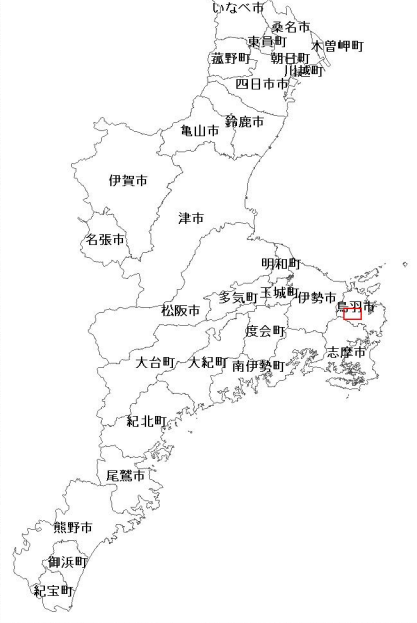 いなべ市
桑名市
東員町
木曽岬町
菰野町
朝日町
川越町
四日市市
鈴鹿市
亀山市
伊賀市
津市
名張市
明和町
玉城町
多気町
伊勢市
鳥羽市
松阪市
度会町
志摩市
大台町
大紀町
南伊勢町
紀北町
尾鷲市
熊野市
御浜町
紀宝町